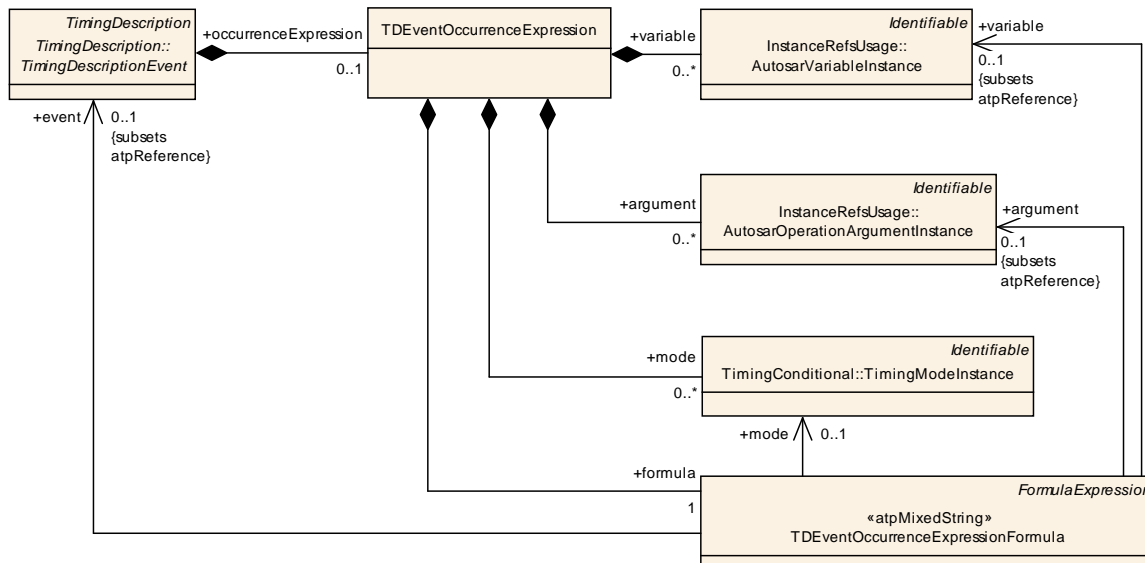 TimingDescription
TimingDescription::
TimingDescriptionEvent
+occurrenceExpression
0..1
TDEventOccurrenceExpression
+variable
0..*
Identifiable
InstanceRefsUsage::
AutosarVariableInstance
+variable
0..1
{subsets
atpReference}
+event
0..1
{subsets
atpReference}
+argument
0..*
Identifiable
InstanceRefsUsage::
AutosarOperationArgumentInstance
+argument
0..1
{subsets
atpReference}
+mode
0..*
Identifiable
TimingConditional::TimingModeInstance
+mode
0..1
+formula
1
FormulaExpression
«atpMixedString»
TDEventOccurrenceExpressionFormula